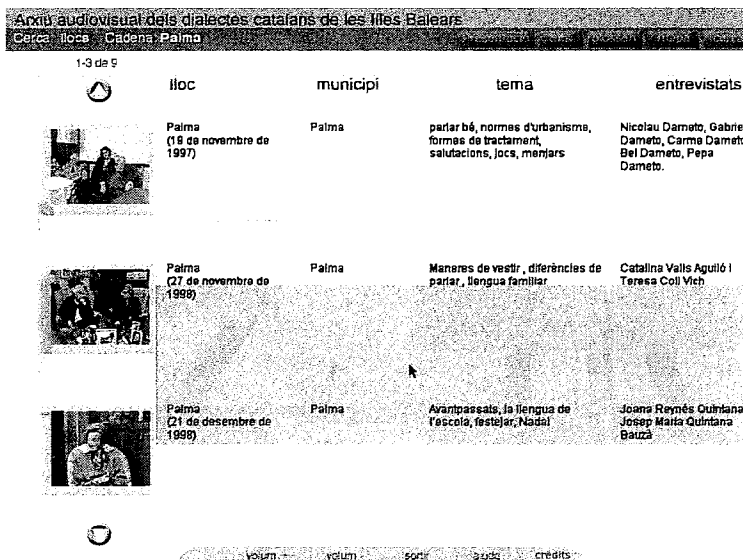 Arxiu audiovisual dels dialectes catalans de les Illes Balears
Cerca: llocs Cadena: Palma
1-3 de 9
lloc municipi tema entrevistats
Palma
(19 de novembre de
1997)
Palma
parlar bé, normes d'urbanisme,
formes de tractament,
salutacions, jocs, menjars
Nicolau Dameto, Gabriel
Dameto, Carme Dameto
Bel Dameto, Pepa
Dameto.
Palma
(27 de novembre de
1998)
Palma
Maneres de vestir , diferències de
parlar , llengua familiar
Catalina Valls Aguiló i
Teresa Coll Vich
Palma
(21 de desembre de
1998)
Palma
Avantpassats, la llengua de
l'escola, festejar, Nadal
Joana Reynés Quintana
Josep Maria Quintana
Bauzà
volum - volum + sortir ajuda crèdits